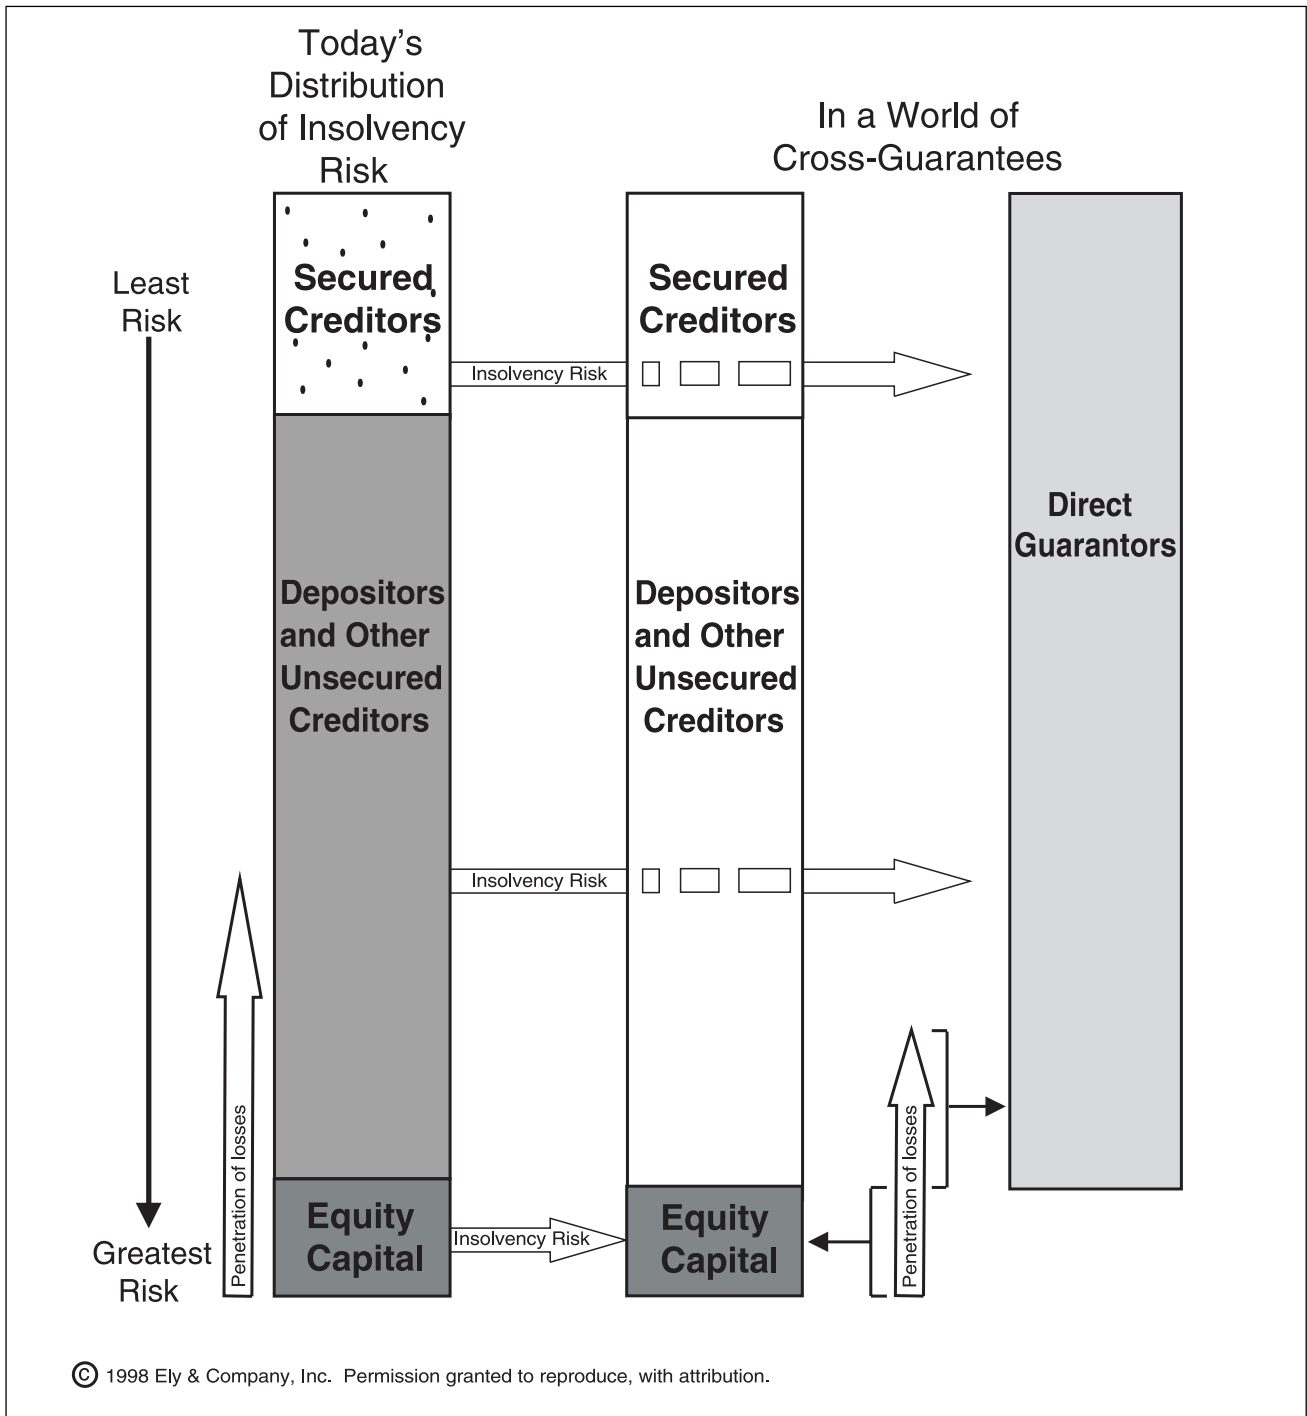 Today's
Distribution
of Insolvency
Risk
In a World of
Cross-Guarantees
Least
Risk
Secured
Creditors
Secured
Creditors
Insolvency Risk
Direct
Guarantors
Depositors
and Other
Unsecured
Creditors
Depositors
and Other
Unsecured
Creditors
Insolvency Risk
Penetration of losses
Penetration of losses
Equity
Capital
Insolvency Risk
Equity
Capital
Greatest
Risk
© 1998 Ely & Company, Inc. Permission granted to reproduce, with attribution.